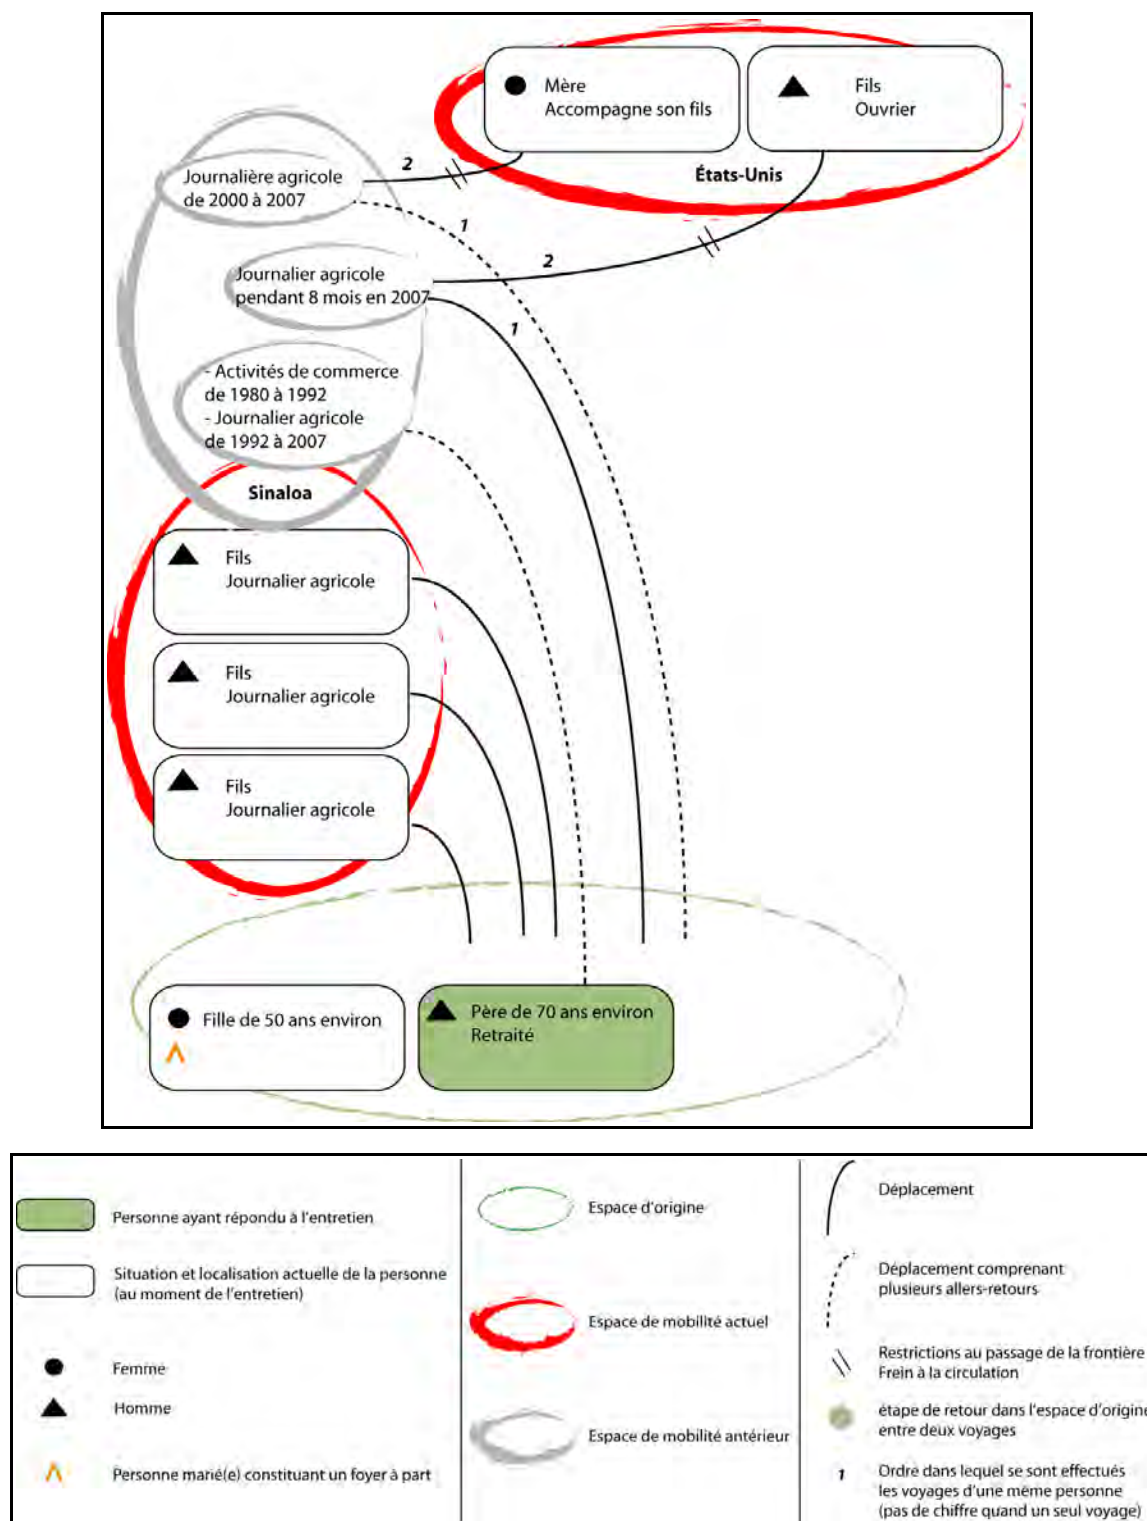 Mère
Accompagne son fils
Fils
Ouvrier
États-Unis
2
Journalière agricole
de 2000 à 2007
1
2
Journalier agricole
pendant 8 mois en 2007
1
- Activités de commerce
de 1980 à 1992
- Journalier agricole
de 1992 à 2007
Sinaloa
Fils
Journalier agricole
Fils
Journalier agricole
Fils
Journalier agricole
Fille de 50 ans environ
Père de 70 ans environ
Retraité
Personne ayant répondu à l'entretien
Situation et localisation actuelle de la personne
(au moment de l'entretien)
Femme
Homme
Personne marié(e) constituant un foyer à part
Espace d'origine
Espace de mobilité actuel
Espace de mobilité antérieur
Déplacement
Déplacement comprenant
plusieurs allers-retours
Restrictions au passage de la frontière
Frein à la circulation
étape de retour dans l'espace d'origine
entre deux voyages
1
Ordre dans lequel se sont effectués
les voyages d'une même personne
(pas de chiffre quand un seul voyage)